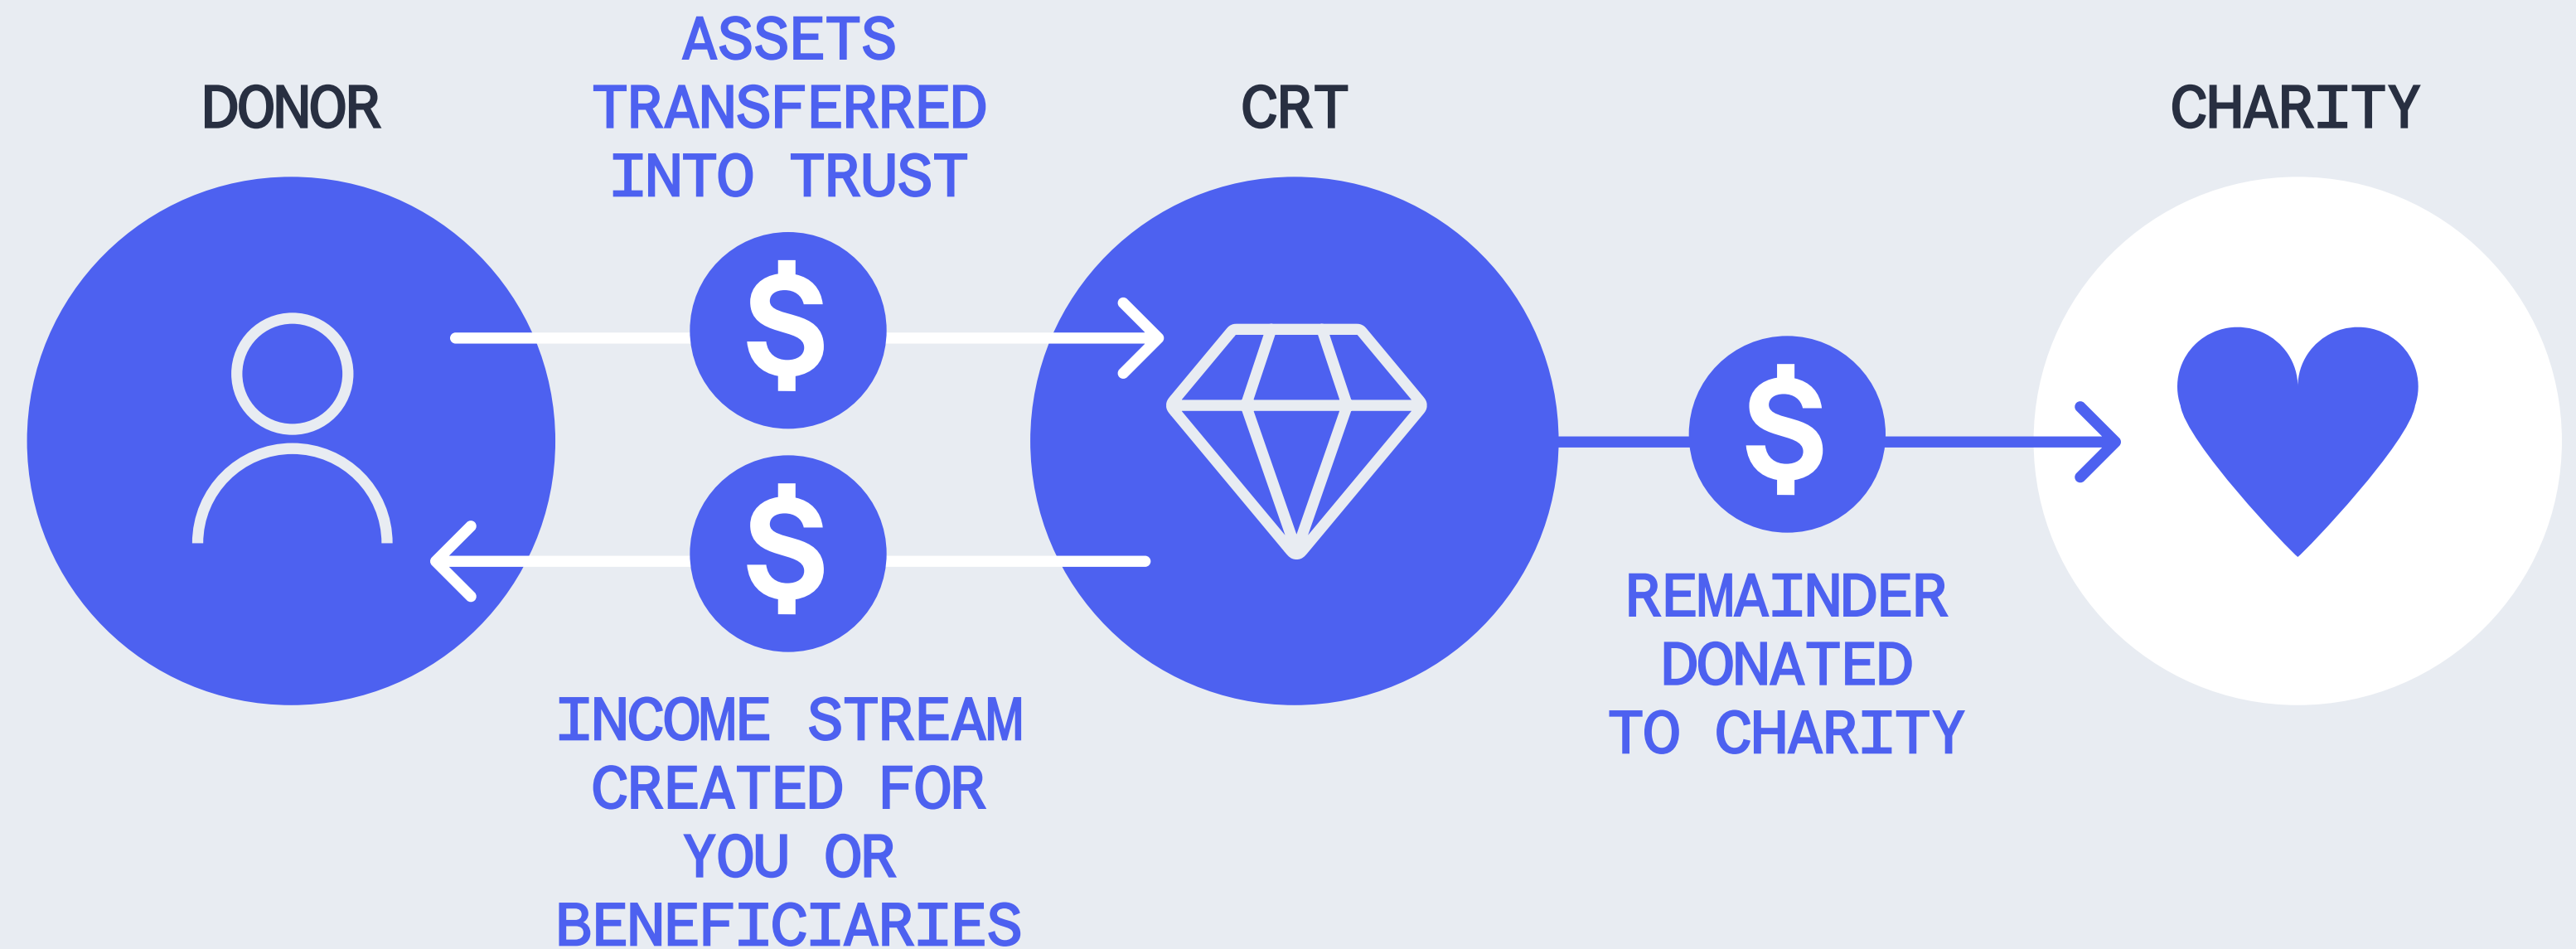 DONOR
ASSETS
TRANSFERRED
INTO TRUST
CRT
CHARITY
$
$
$
INCOME STREAM
CREATED FOR
YOU OR
BENEFICIARIES
REMAINDER
DONATED
TO CHARITY